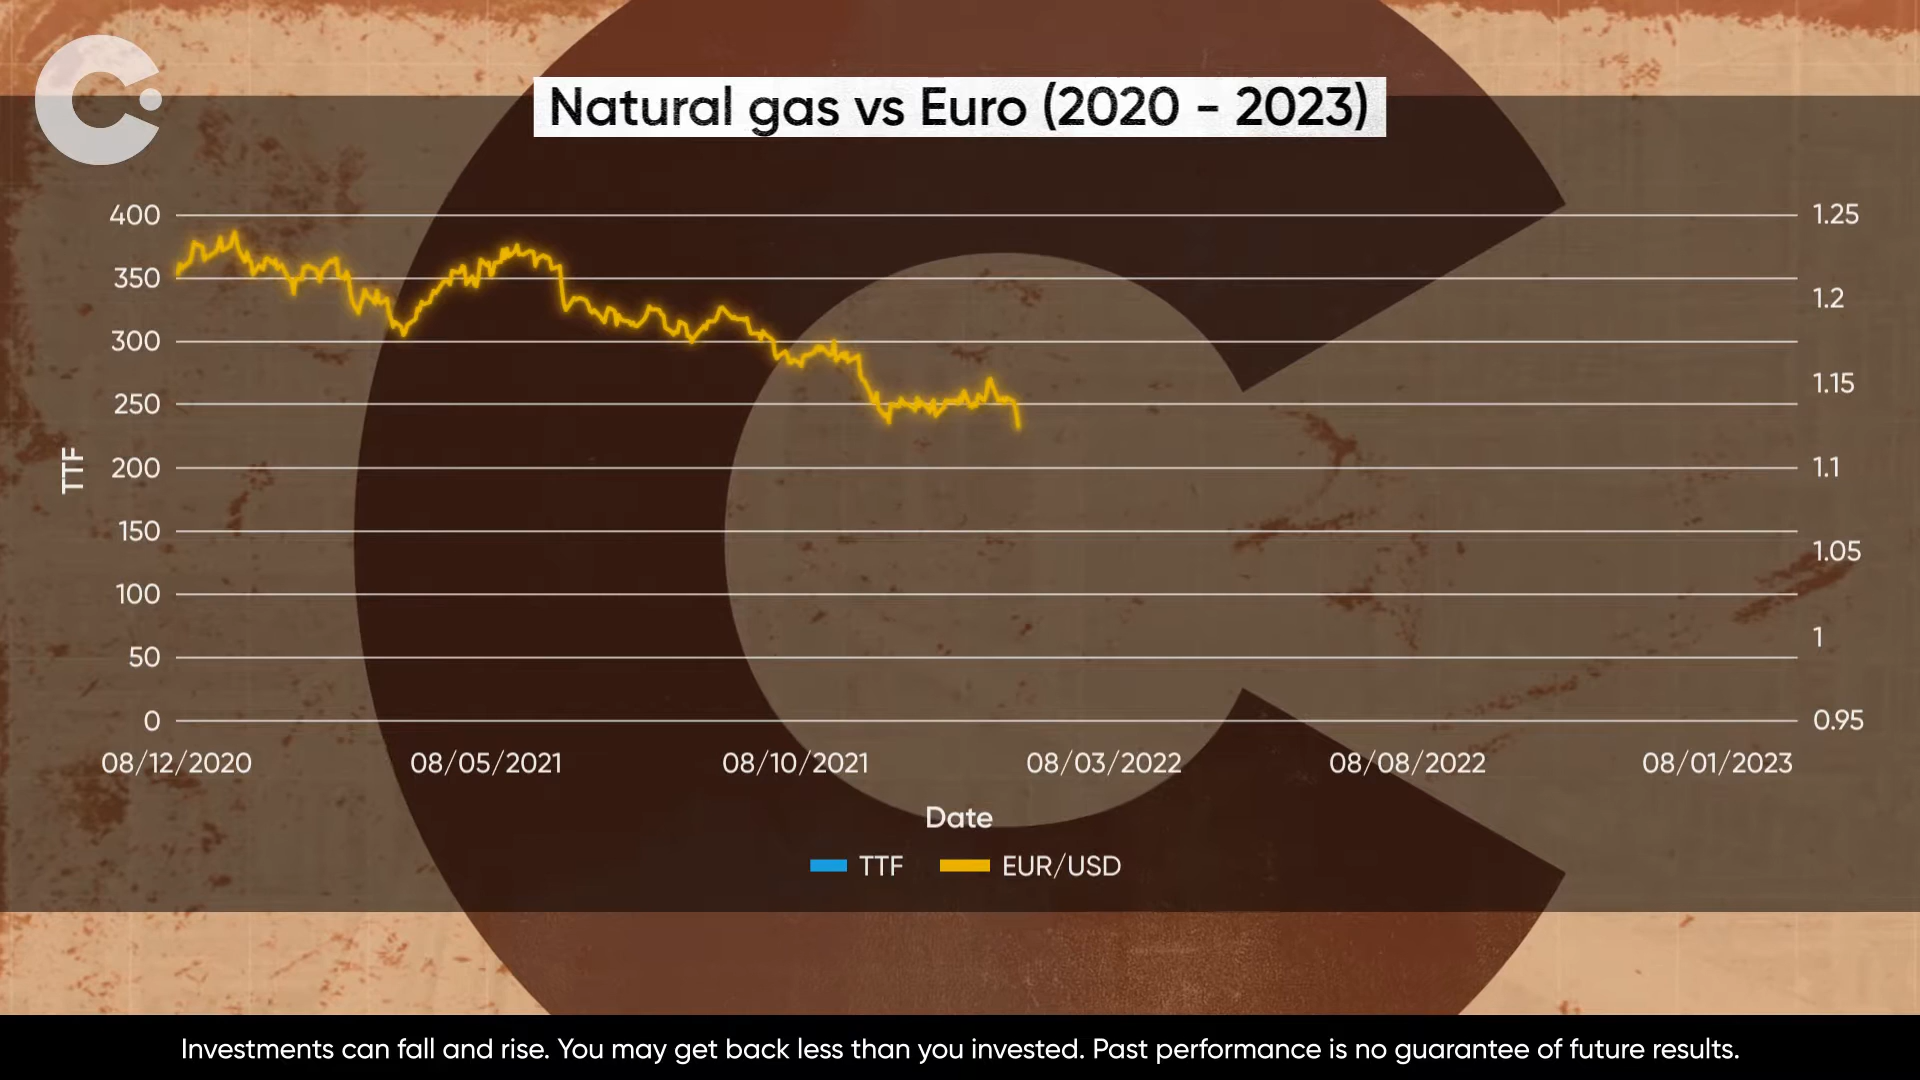 Natural gas vs Euro (2020 - 2023)
400
1.25
350
1.2
300
1.15
250
TTF
200
1.1
150
1.05
100
1
50
0
0.95
08/12/2020 08/05/2021 08/10/2021 08/03/2022 08/08/2022 08/01/2023
Date
TTF EUR/USD
Investments can fall and rise. You may get back less than you invested. Past performance is no guarantee of future results.